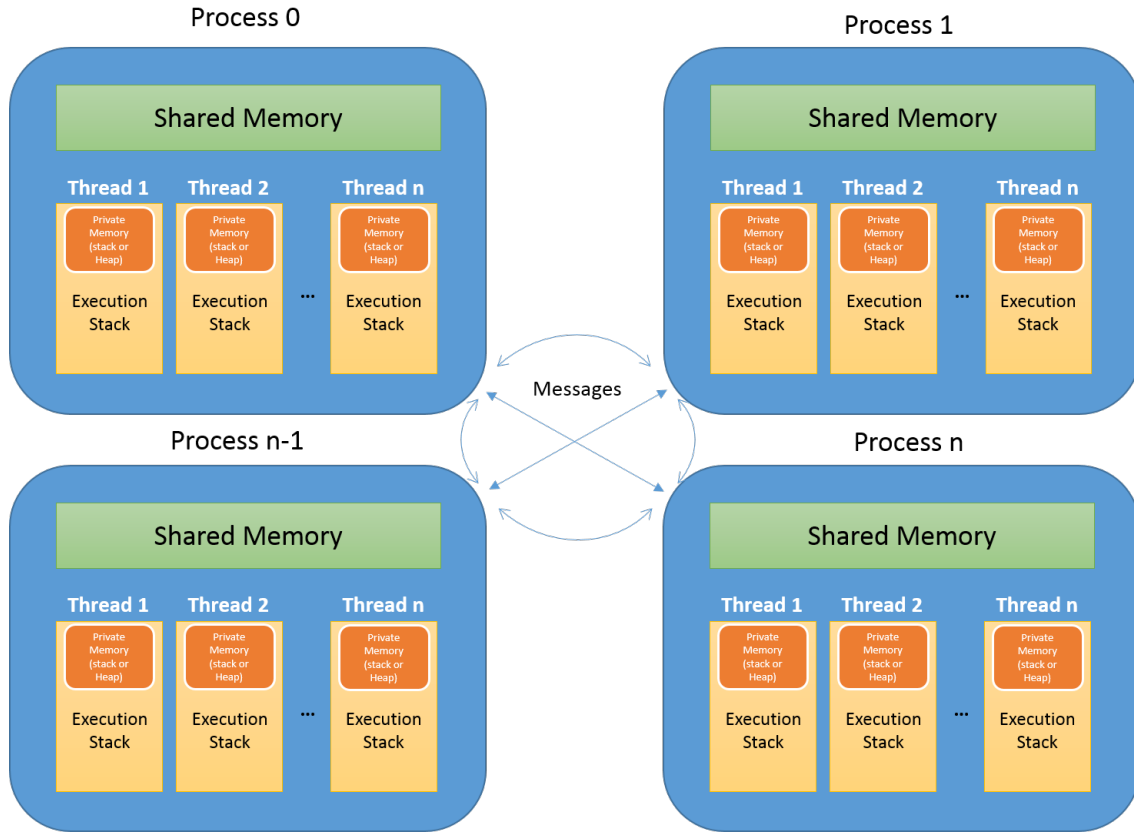 Process 0
Process 1
Shared Memory
Shared Memory
Thread 1 Thread 2 Thread n
Thread 1 Thread 2 Thread n
Private
Memory
(stack or
Heap)
Private
Memory
(stack or
Heap)
Private
Memory
(stack or
Heap)
Private
Memory
(stack or
Heap)
Private
Memory
(stack or
Heap)
Private
Memory
(stack or
Heap)
Execution
Stack
Execution
Stack
...
Execution
Stack
Execution
Stack
Execution
Stack
...
Execution
Stack
Messages
Process n-1
Process n
Shared Memory
Shared Memory
Thread 1 Thread 2 Thread n
Thread 1 Thread 2 Thread n
Private
Memory
(stack or
Heap)
Private
Memory
(stack or
Heap)
Private
Memory
(stack or
Heap)
Private
Memory
(stack or
Heap)
Private
Memory
(stack or
Heap)
Private
Memory
(stack or
Heap)
Execution
Stack
Execution
Stack
...
Execution
Stack
Execution
Stack
Execution
Stack
...
Execution
Stack